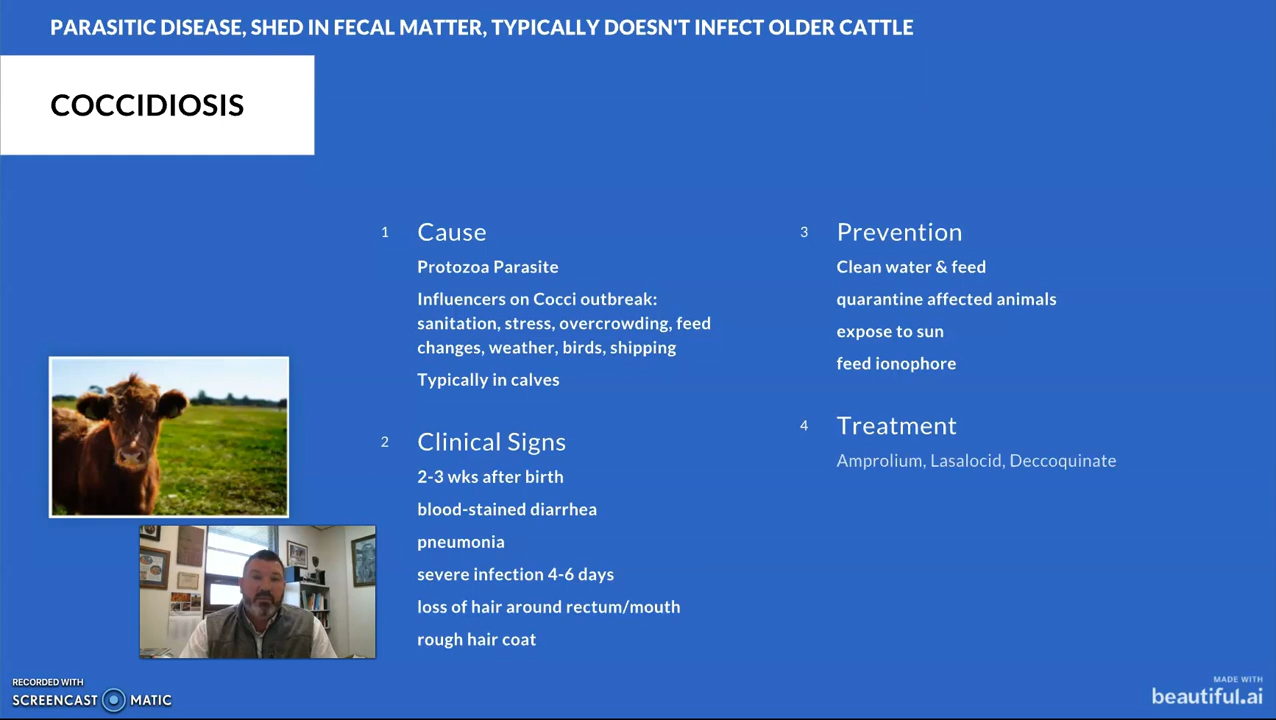 PARASITIC DISEASE, SHED IN FECAL MATTER, TYPICALLY DOESN'T INFECT OLDER CATTLE
COCCIDIOSIS
1 Cause
Protozoa Parasite
Influencers on Cocci outbreak:
sanitation, stress, overcrowding, feed
changes, weather, birds, shipping
Typically in calves
2 Clinical Signs
2-3 wks after birth
blood-stained diarrhea
pneumonia
severe infection 4-6 days
loss of hair around rectum/mouth
rough hair coat
3 Prevention
Clean water & feed
quarantine affected animals
expose to sun
feed ionophore
4 Treatment
Amprolium, Lasalocid, Deccoquinate
RECORDED WITH
SCREENCAST MATIC
MADE WITH
beautiful.ai